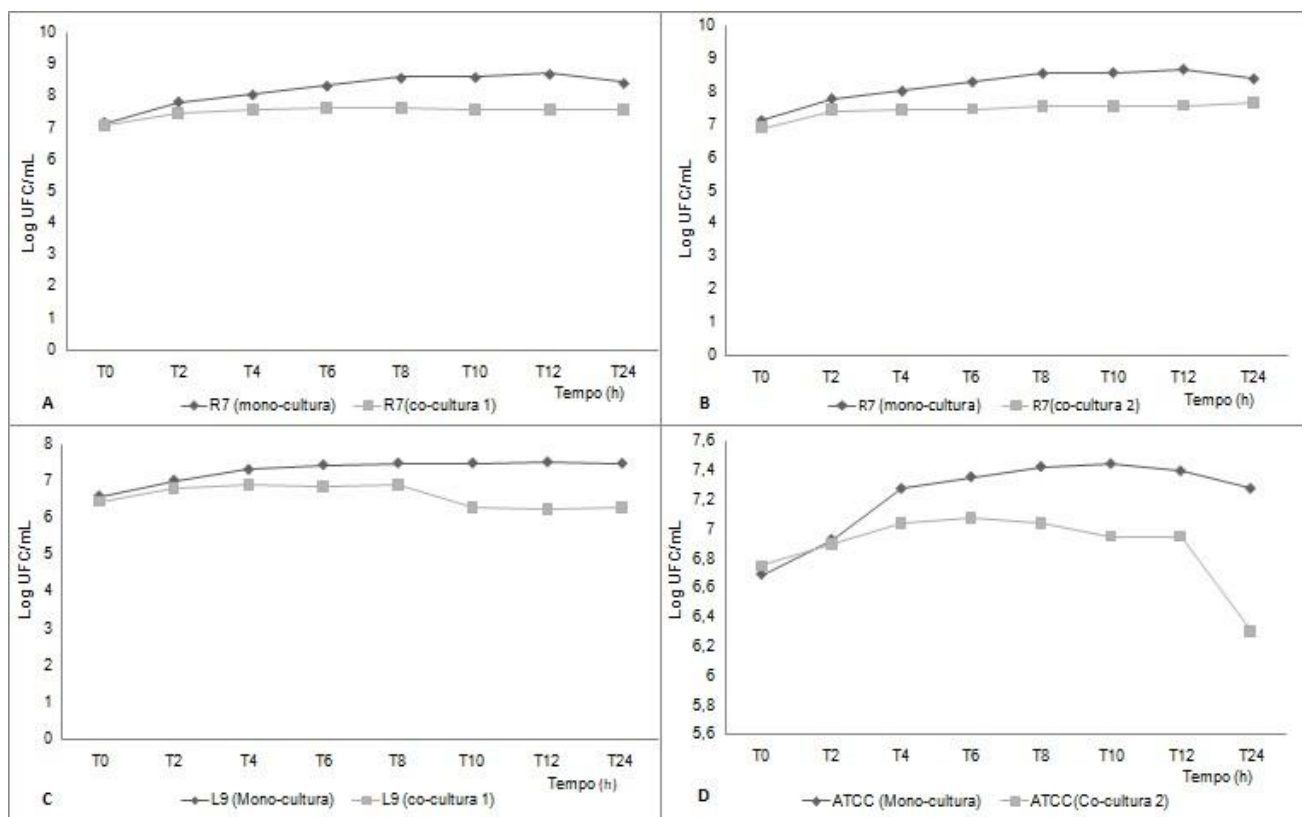 10
9
8
7
6
5
4
3
2
1
0
Log UFC/mL
T0 T2 T4 T6 T8 T10 T12 T24
Tempo (h)
A
R7 (mono-cultura) R7(co-cultura 1)
10
9
8
7
6
5
4
3
2
1
0
Log UFC/mL
T0 T2 T4 T6 T8 T10 T12 T24
Tempo (h)
B
R7 (mono-cultura) R7(co-cultura 2)
8
7
6
5
4
3
2
1
0
Log UFC/mL
T0 T2 T4 T6 T8 T10 T12 T24
Tempo (h)
C
L9 (Mono-cultura) L9 (co-cultura 1)
7,6
7,4
7,2
7
6,8
6,6
6,4
6,2
6
5,8
5,6
Log UFC/mL
T0 T2 T4 T6 T8 T10 T12 T24
Tempo (h)
D
ATCC (Mono-cultura) ATCC(Co-cultura 2)